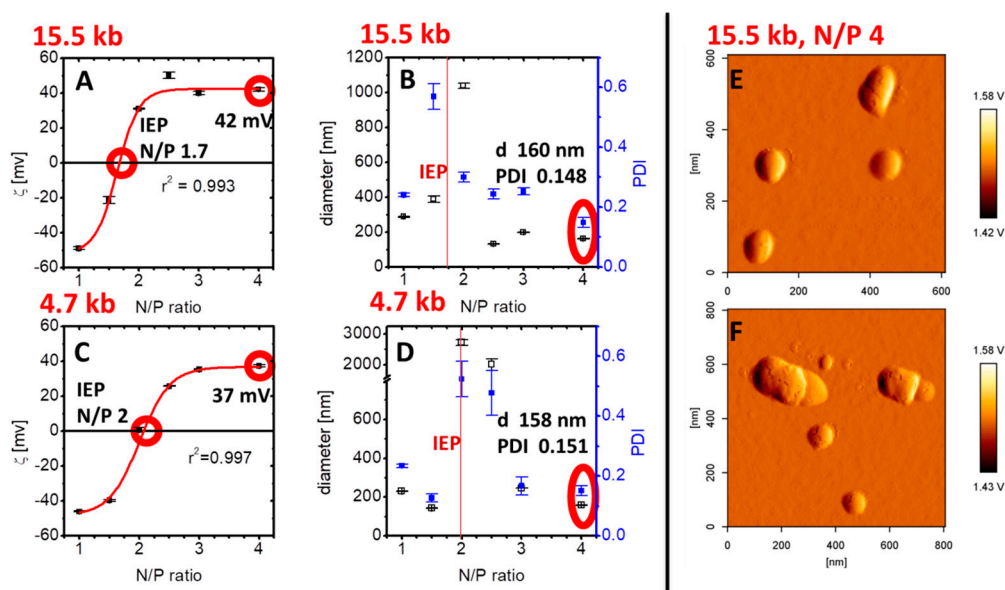 15.5 kb
A
60
40
20
0
-20
-40
-60
ζ [mv]
IEP
N/P 1.7
42 mV
r² = 0.993
1 2 3 4
N/P ratio
15.5 kb
B
1200
1000
800
600
400
200
0
diameter [nm]
IEP
d 160 nm
PDI 0.148
0.6
0.4
0.2
0.0
PDI
1 2 3 4
N/P ratio
4.7 kb
C
60
40
20
0
-20
-40
-60
ζ [mv]
IEP
N/P 2
37 mV
r²=0.997
1 2 3 4
N/P ratio
4.7 kb
D
3000
2000
600
400
200
0
diameter [nm]
IEP
d 158 nm
PDI 0.151
0.6
0.4
0.2
0.0
PDI
1 2 3 4
N/P ratio
15.5 kb, N/P 4
E
600
400
200
0
[nm]
0 200 400 600
[nm]
1.58 V
1.42 V
F
800
600
400
200
0
[nm]
0 200 400 600 800
[nm]
1.58 V
1.43 V